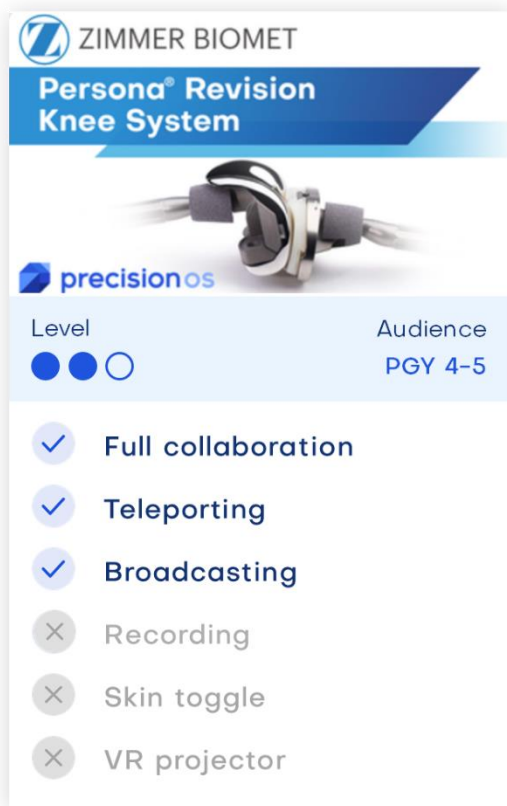 ZIMMER BIOMET
Persona® Revision
Knee System
precisionos
Level
Audience
PGY 4-5
Full collaboration
Teleporting
Broadcasting
Recording
Skin toggle
VR projector